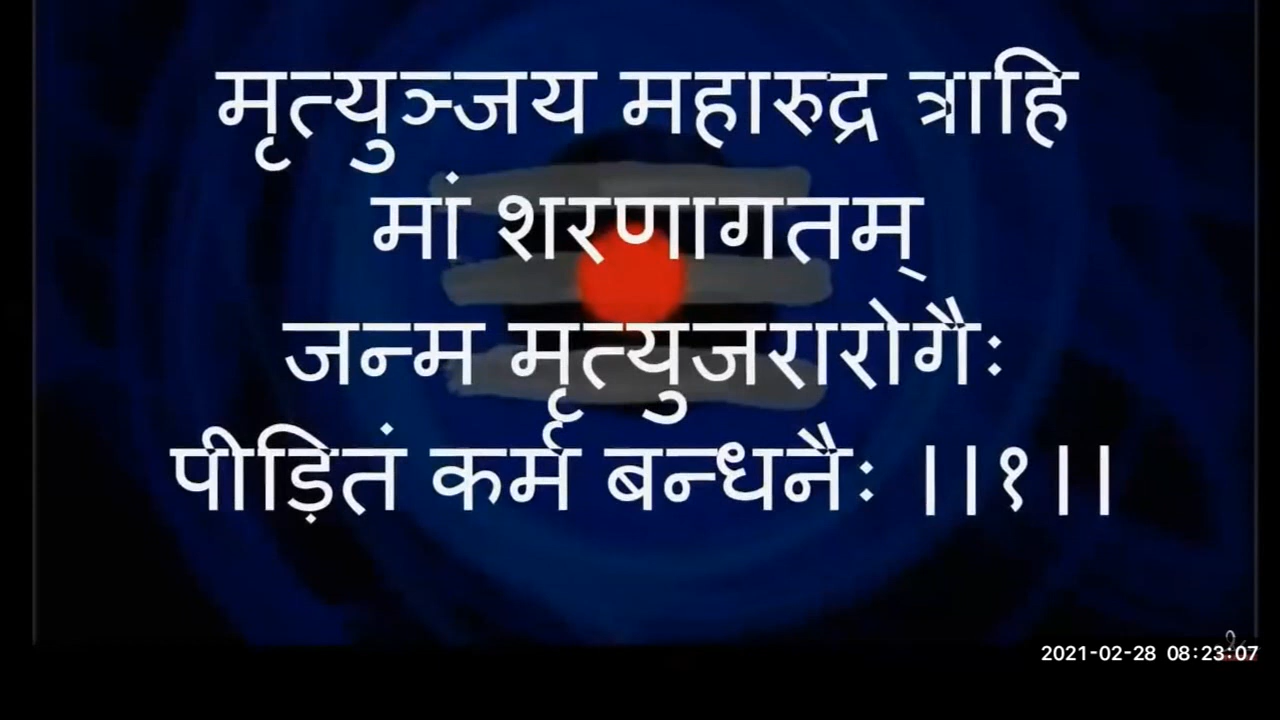 मृत्युञ्जय महारुद्र त्राहि
मां शरणागतम्
जन्म मृत्युजरारोगैः
पीड़ितं कर्म बन्धनैः ||१||
2021-02-28 08:23:07